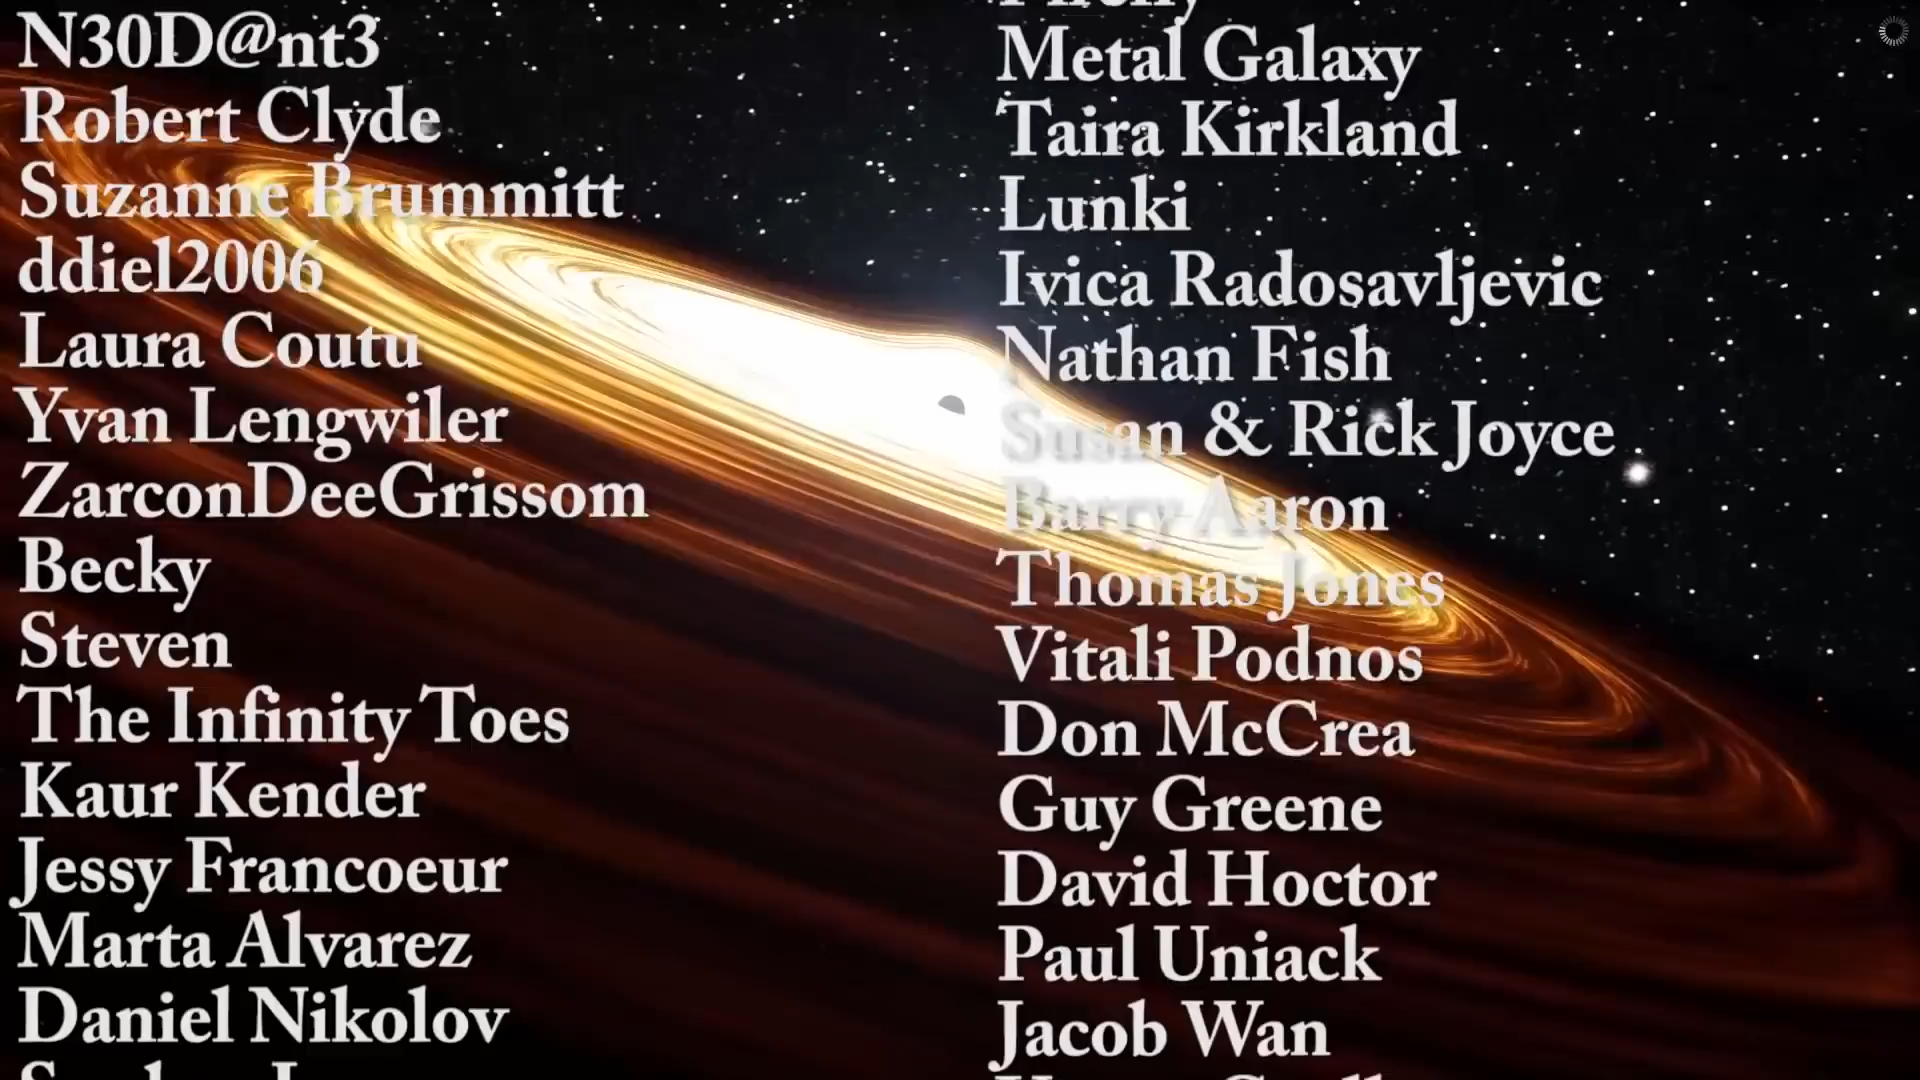 N30D@nt3
Robert Clyde
Suzanne Brummitt
ddiel2006
Laura Coutu
Yvan Lengwiler
ZarconDeeGrissom
Becky
Steven
The Infinity Toes
Kaur Kender
Jessy Francoeur
Marta Alvarez
Daniel Nikolov
Metal Galaxy
Taira Kirkland
Lunki
Ivica Radosavljevic
Nathan Fish
Susan & Rick Joyce
Barry Aaron
Thomas Jones
Vitali Podnos
Don McCrea
Guy Greene
David Hoctor
Paul Uniack
Jacob Wan